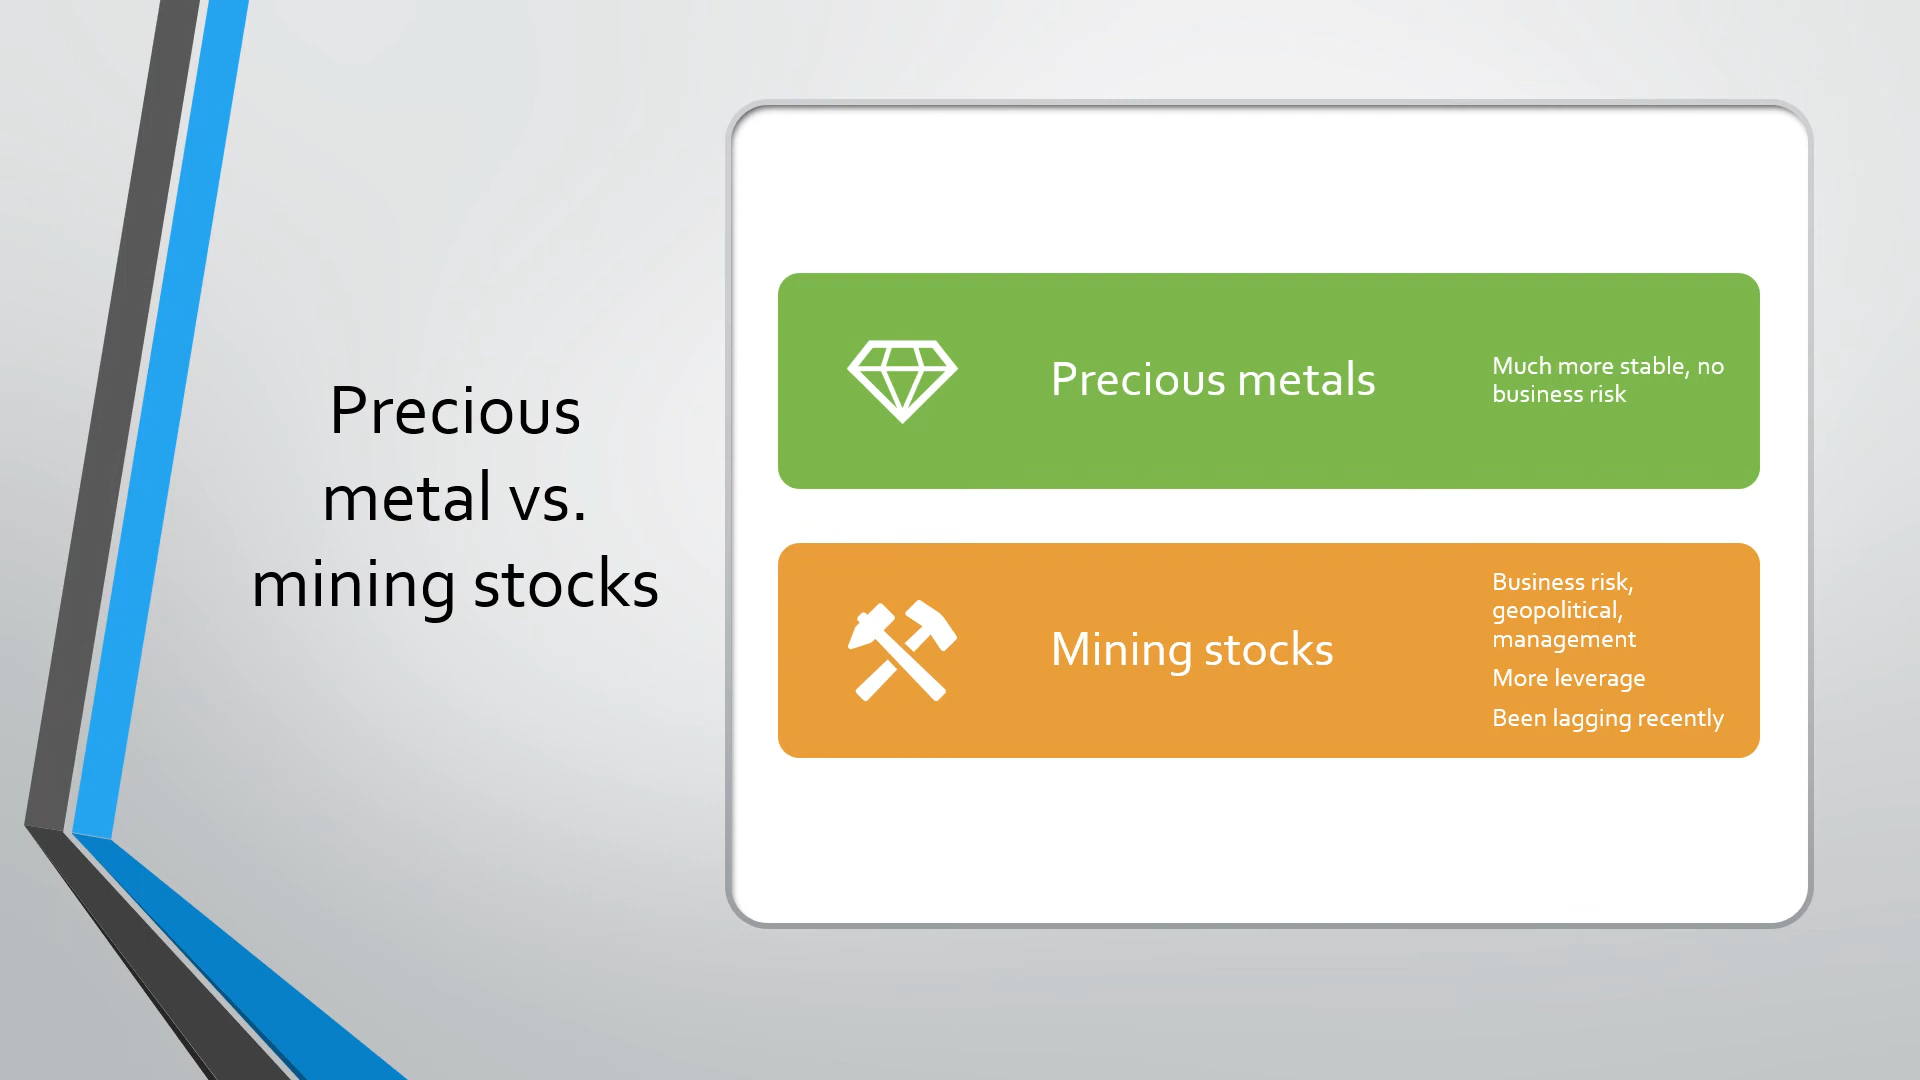 Precious
metal vs.
mining stocks
Precious metals
Much more stable, no
business risk
Mining stocks
Business risk,
geopolitical,
management
More leverage
Been lagging recently